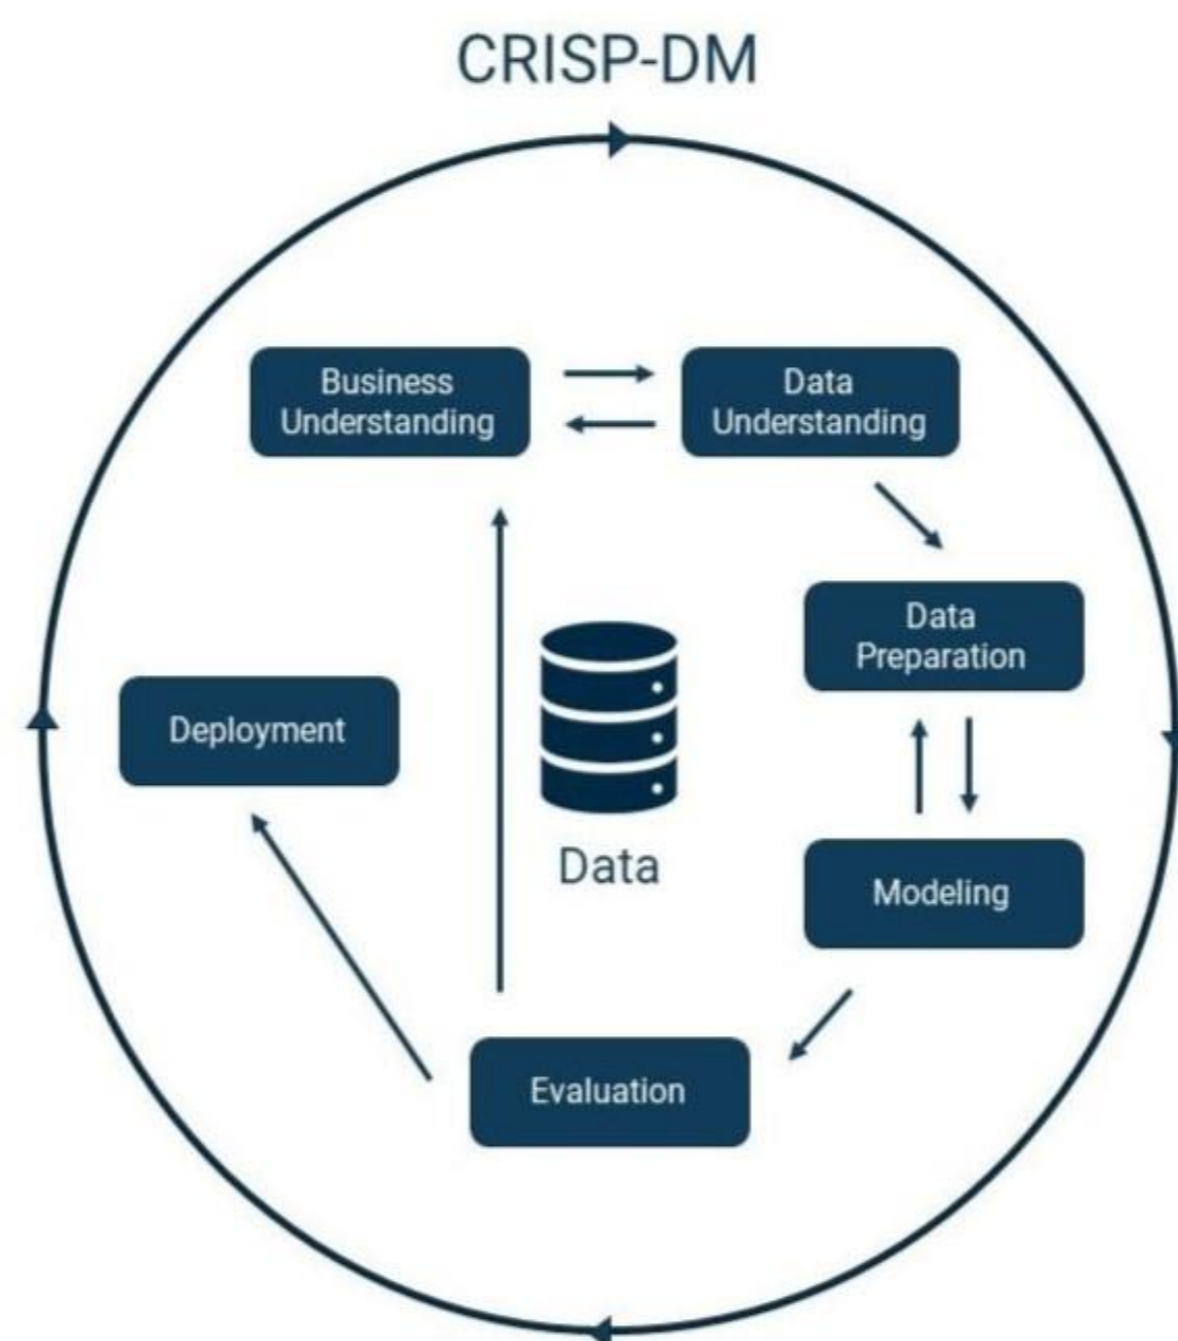 CRISP-DM
Business
Understanding
Data
Understanding
Data
Preparation
Deployment
Data
Modeling
Evaluation